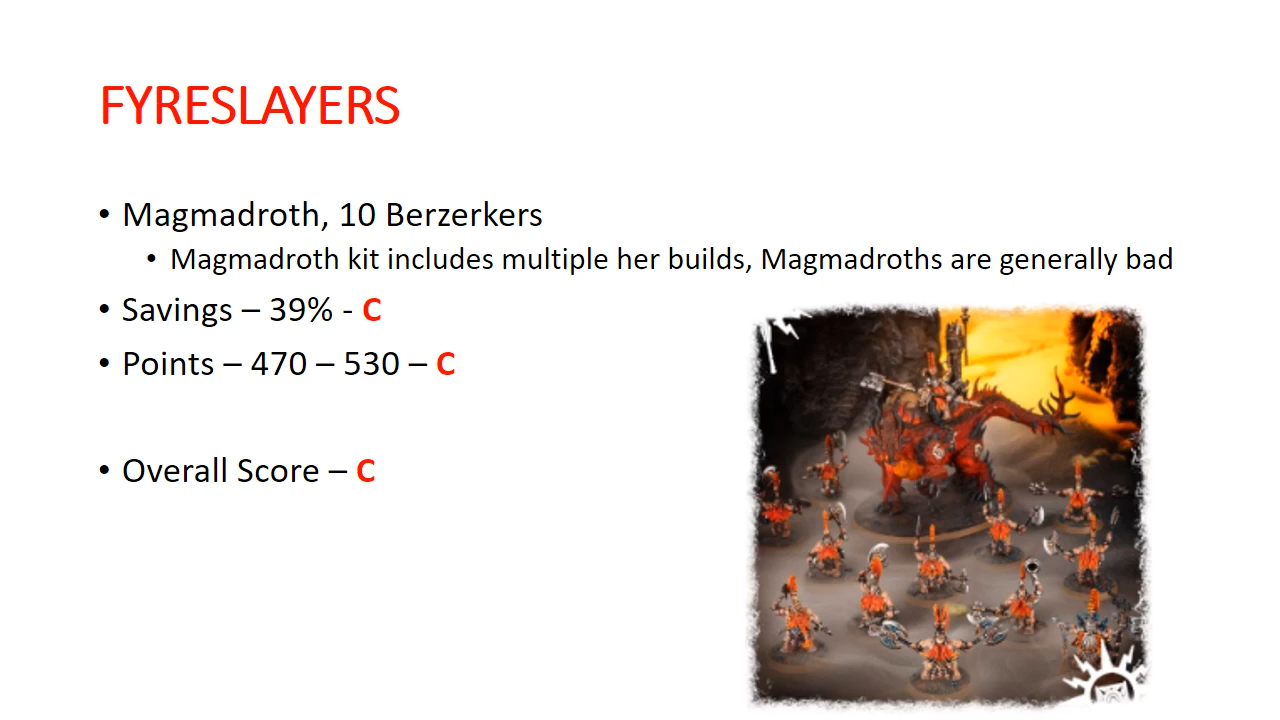 FYRESLAYERS
• Magmadroth, 10 Berzerkers
• Magmadroth kit includes multiple her builds, Magmadroths are generally bad
• Savings – 39% - C
• Points – 470 – 530 – C
• Overall Score – C